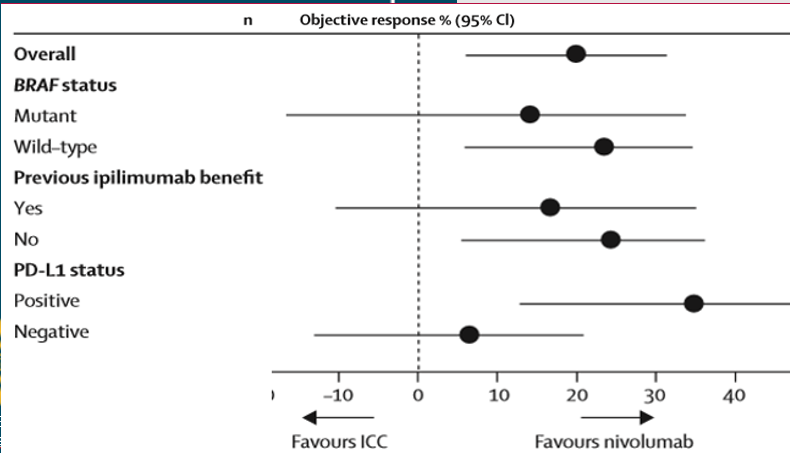 n Objective response % (95% Cl)
Overall
BRAF status
Mutant
Wild–type
Previous ipilimumab benefit
Yes
No
PD-L1 status
Positive
Negative
–10 0 10 20 30 40
Favours ICC Favours nivolumab